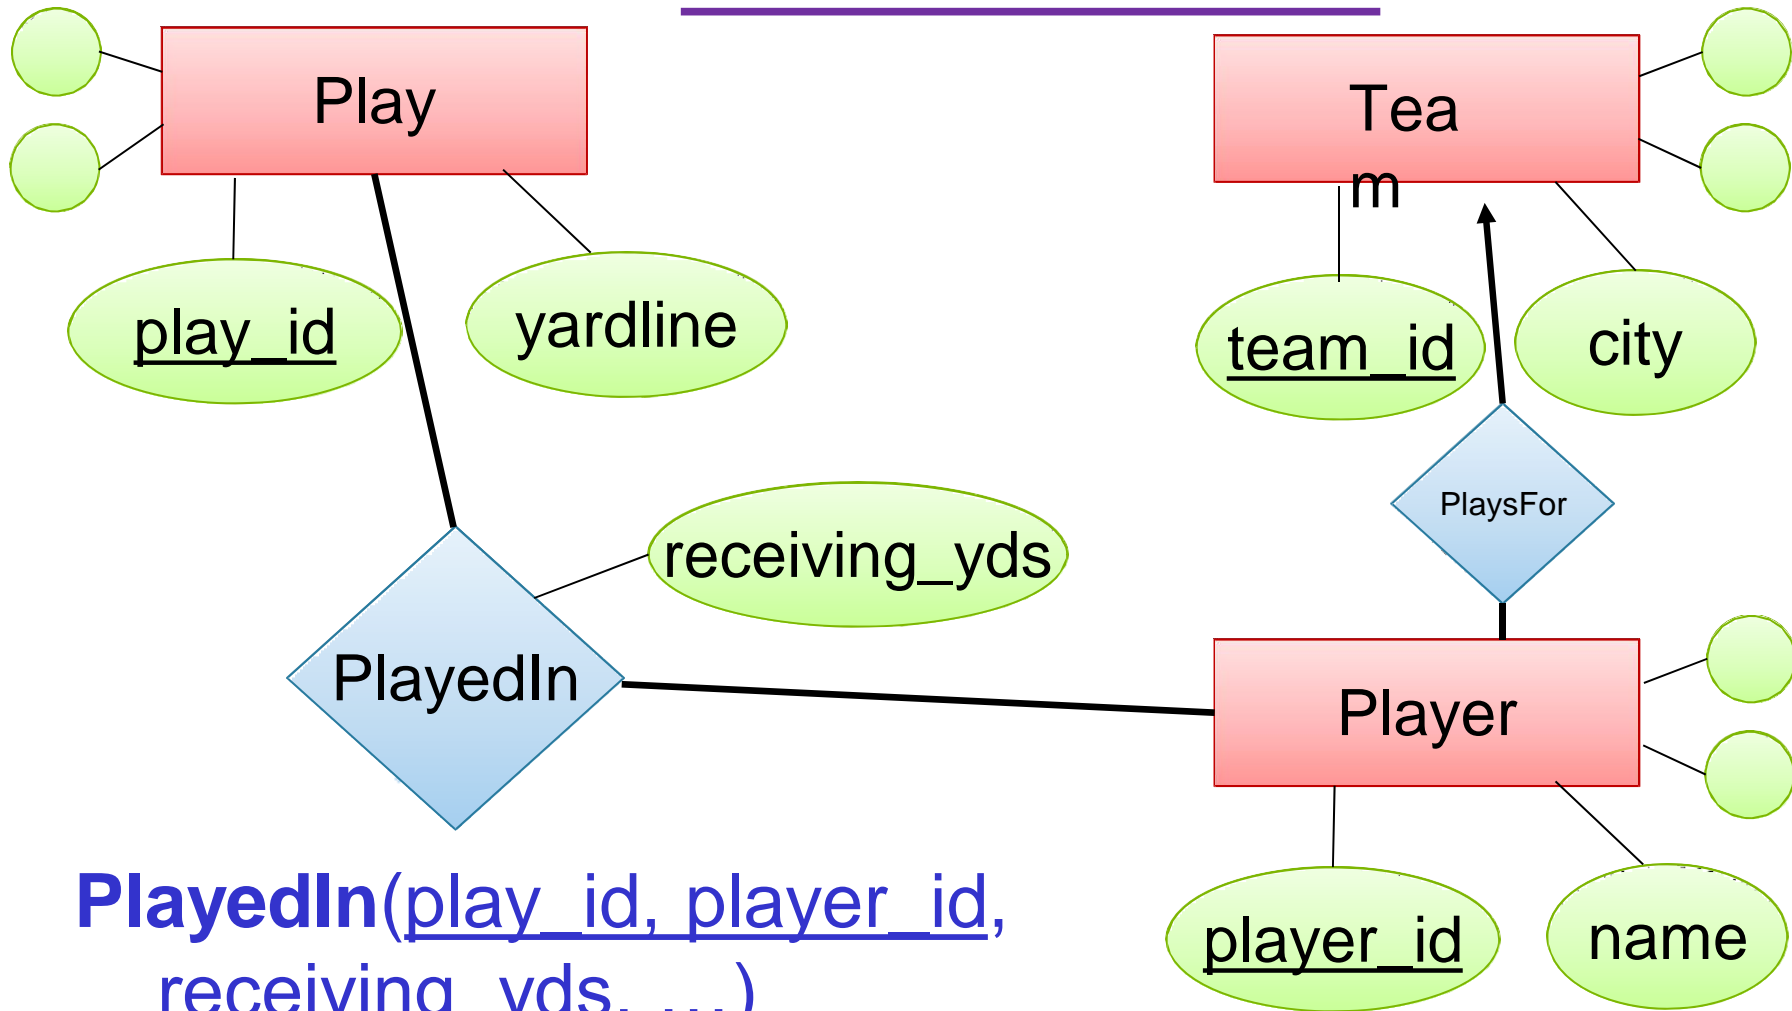 Play
Tea
m
play_id
yardline
team_id
city
PlaysFor
receiving_yds
PlayedIn
Player
PlayedIn(play_id, player_id,
receiving_yds, …)
player_id
name